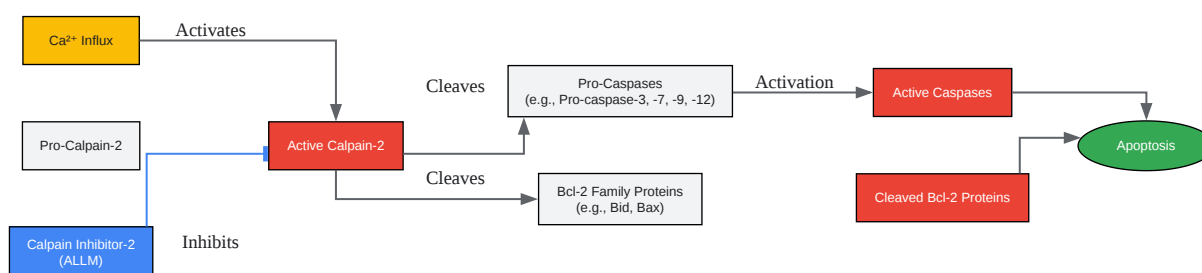 Ca²⁺ Influx
Activates
Pro-Calpain-2
Active Calpain-2
Calpain Inhibitor-2
(ALLM)
Inhibits
Cleaves
Pro-Caspases
(e.g., Pro-caspase-3, -7, -9, -12)
Activation
Active Caspases
Cleaves
Bcl-2 Family Proteins
(e.g., Bid, Bax)
Cleaved Bcl-2 Proteins
Apoptosis